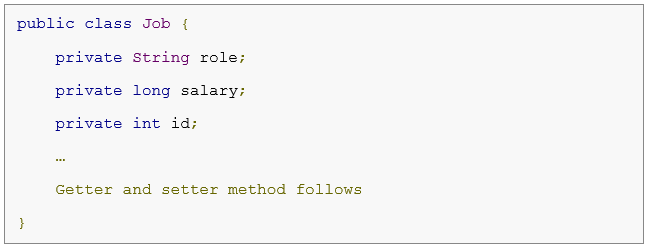 public class Job {
    private String role;
    private long salary;
    private int id;
    …
    Getter and setter method follows
}